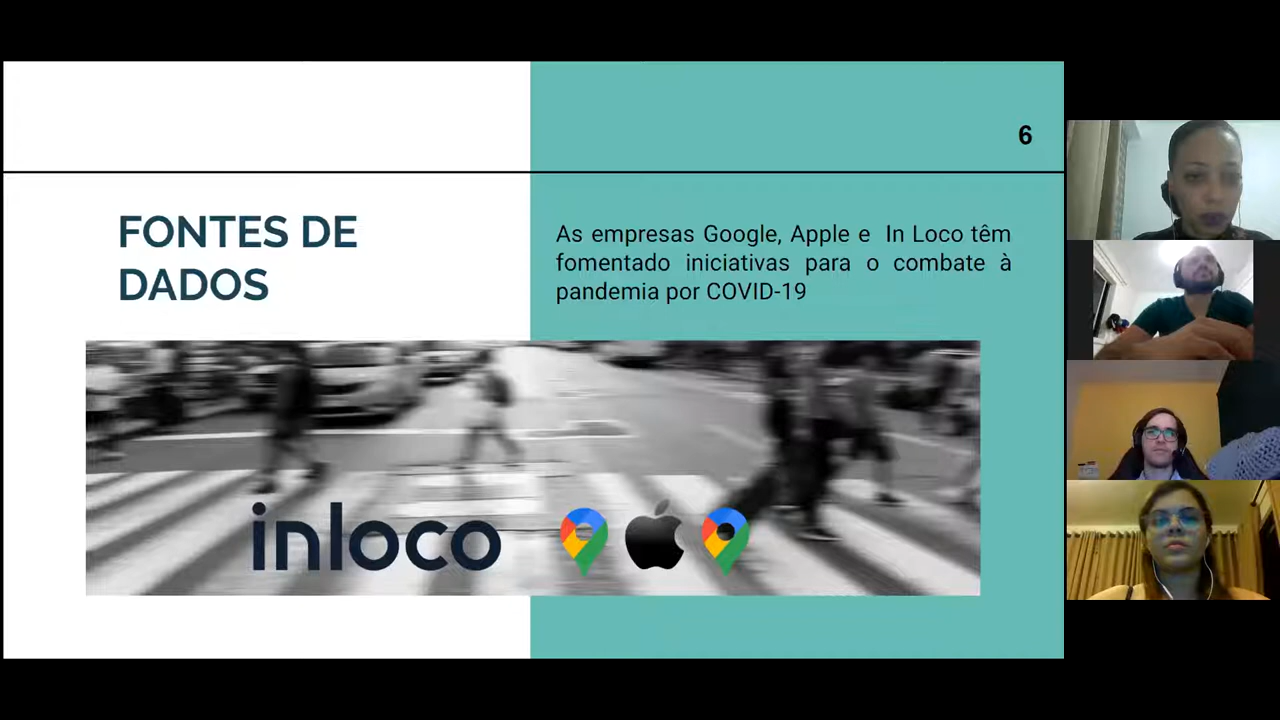 6
FONTES DE
DADOS
As empresas Google, Apple e In Loco têm
fomentado iniciativas para o combate à
pandemia por COVID-19
inloco